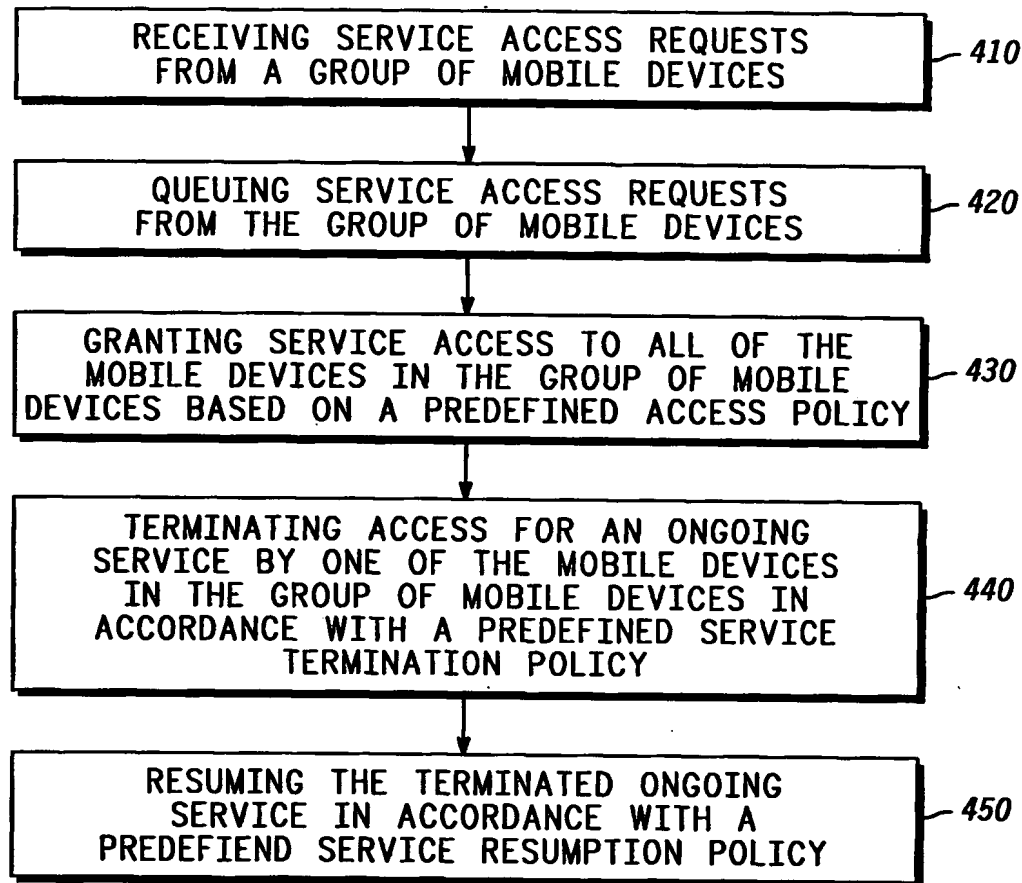 RECEIVING SERVICE ACCESS REQUESTS
FROM A GROUP OF MOBILE DEVICES
410
QUEUING SERVICE ACCESS REQUESTS
FROM THE GROUP OF MOBILE DEVICES
420
GRANTING SERVICE ACCESS TO ALL OF THE
MOBILE DEVICES IN THE GROUP OF MOBILE
DEVICES BASED ON A PREDEFINED ACCESS POLICY
430
TERMINATING ACCESS FOR AN ONGOING
SERVICE BY ONE OF THE MOBILE DEVICES
IN THE GROUP OF MOBILE DEVICES IN
ACCORDANCE WITH A PREDEFINED SERVICE
TERMINATION POLICY
440
RESUMING THE TERMINATED ONGOING
SERVICE IN ACCORDANCE WITH A
PREDEFIEND SERVICE RESUMPTION POLICY
450